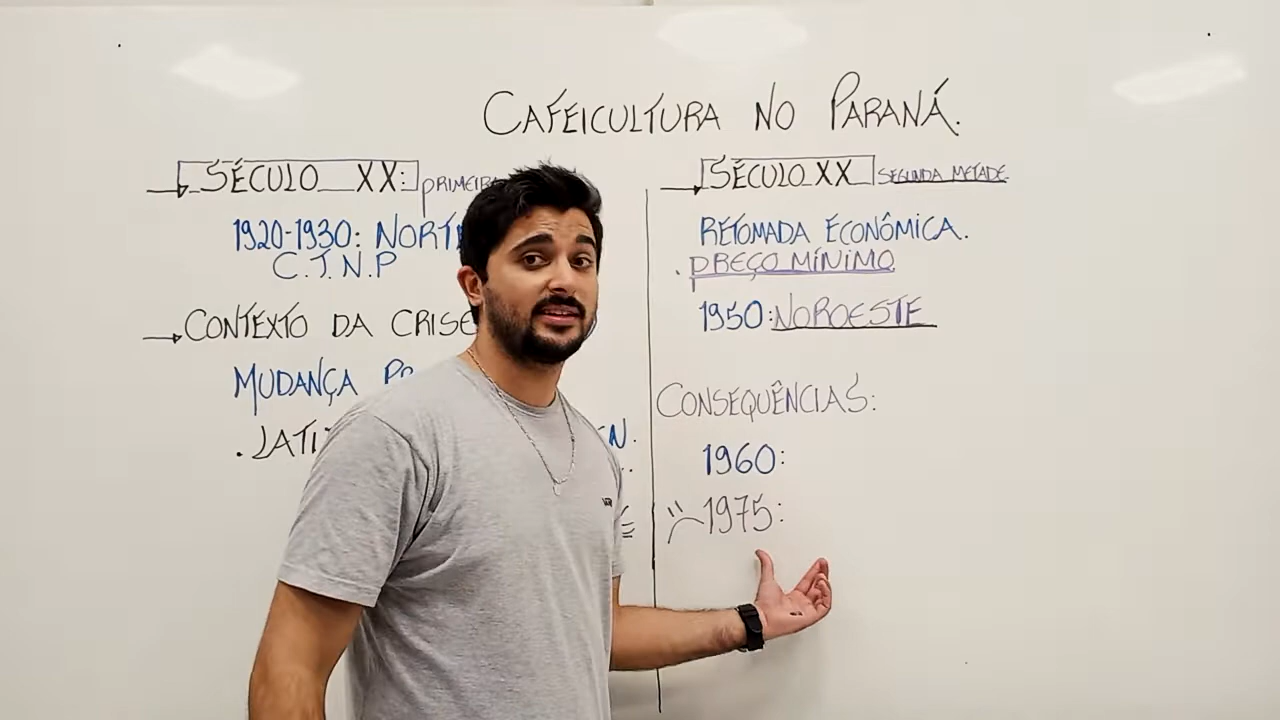 CAFEICULTURA NO PARANÁ.
SÉCULO XX: PRIMEIRA
1920-1930: NORTE
C.T.N.P
CONTEXTO DA CRISE
MUDANÇA
.
SÉCULO XX SEGUNDA METADE
RETOMADA ECONÔMICA.
. PREÇO MÍNIMO
1950: NOROESTE
CONSEQUÊNCIAS:
1960:
1975: